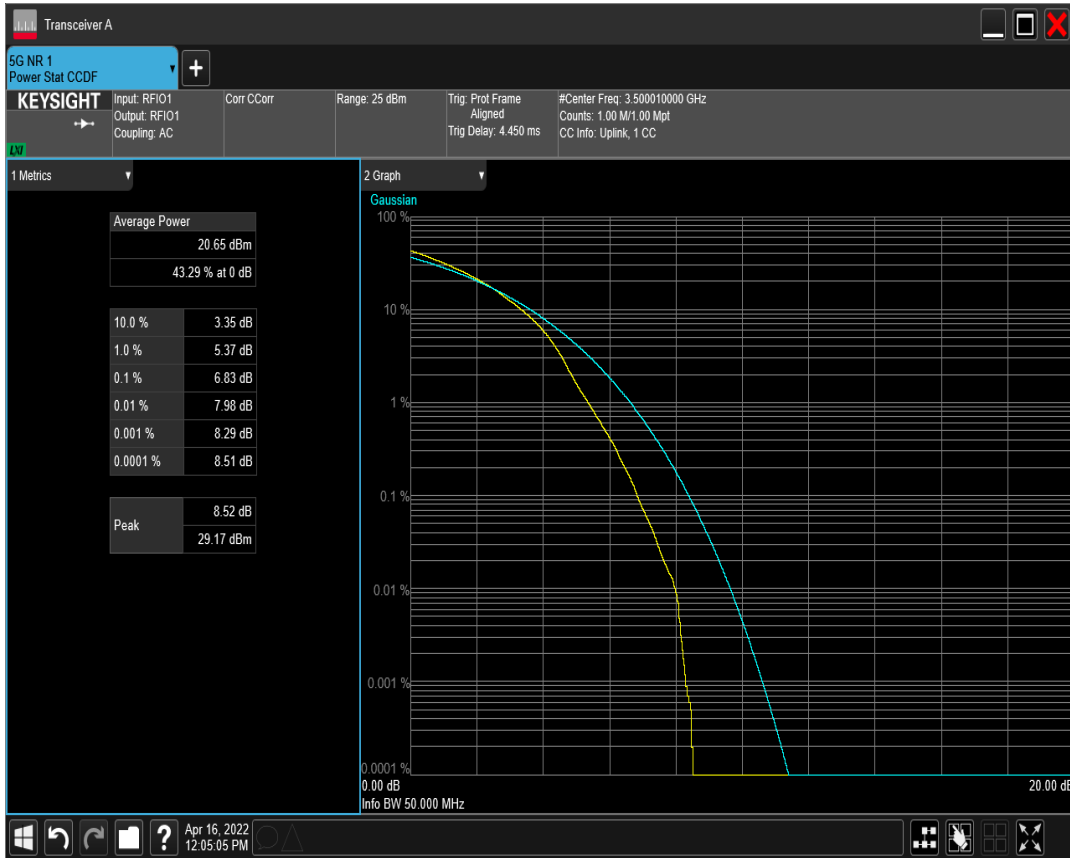 Transceiver A
5G NR 1
Power Stat CCDF
KEYSIGHT
LXI
Input: RFIO1
Output: RFIO1
Coupling: AC
Corr CCorr
Range: 25 dBm
Trig: Prot Frame
Aligned
Trig Delay: 4.450 ms
#Center Freq: 3.500010000 GHz
Counts: 1.00 M/1.00 Mpt
CC Info: Uplink, 1 CC
1 Metrics
Average Power
20.65 dBm
43.29 % at 0 dB
10.0 % 3.35 dB
1.0 % 5.37 dB
0.1 % 6.83 dB
0.01 % 7.98 dB
0.001 % 8.29 dB
0.0001 % 8.51 dB
Peak
8.52 dB
29.17 dBm
2 Graph
Gaussian
100 %
10 %
1 %
0.1 %
0.01 %
0.001 %
0.0001 %
0.00 dB 20.00 dB
Info BW 50.000 MHz
Apr 16, 2022
12:05:05 PM